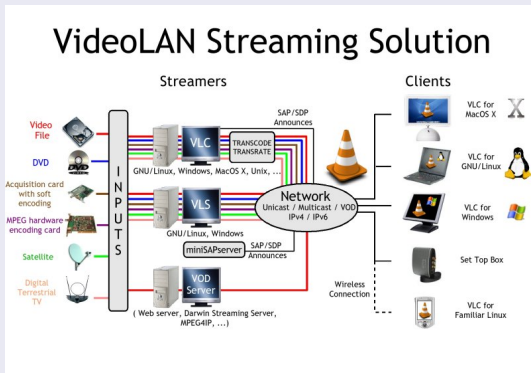 VideoLAN Streaming Solution
Streamers
Clients
Video
File
DVD
Acquisition card
with soft
encoding
MPEG hardware
encoding card
Satellite
Digital
Terrestrial
TV
INPUTS
VLC
TRANSCODE
TRANSRATE
GNU/Linux, Windows, MacOS X, Unix, ...
VLS
GNU/Linux, Windows
miniSAPserver
SAP/SDP
Announces
VOD
Server
( Web server, Darwin Streaming Server,
MPEG4IP, ...)
SAP/SDP
Announces
Network
Unicast / Multicast / VOD
IPv4 / IPv6
Wireless
Connection
VLC for
MacOS X
VLC for
GNU/Linux
VLC for
Windows
Set Top Box
VLC for
Familiar Linux